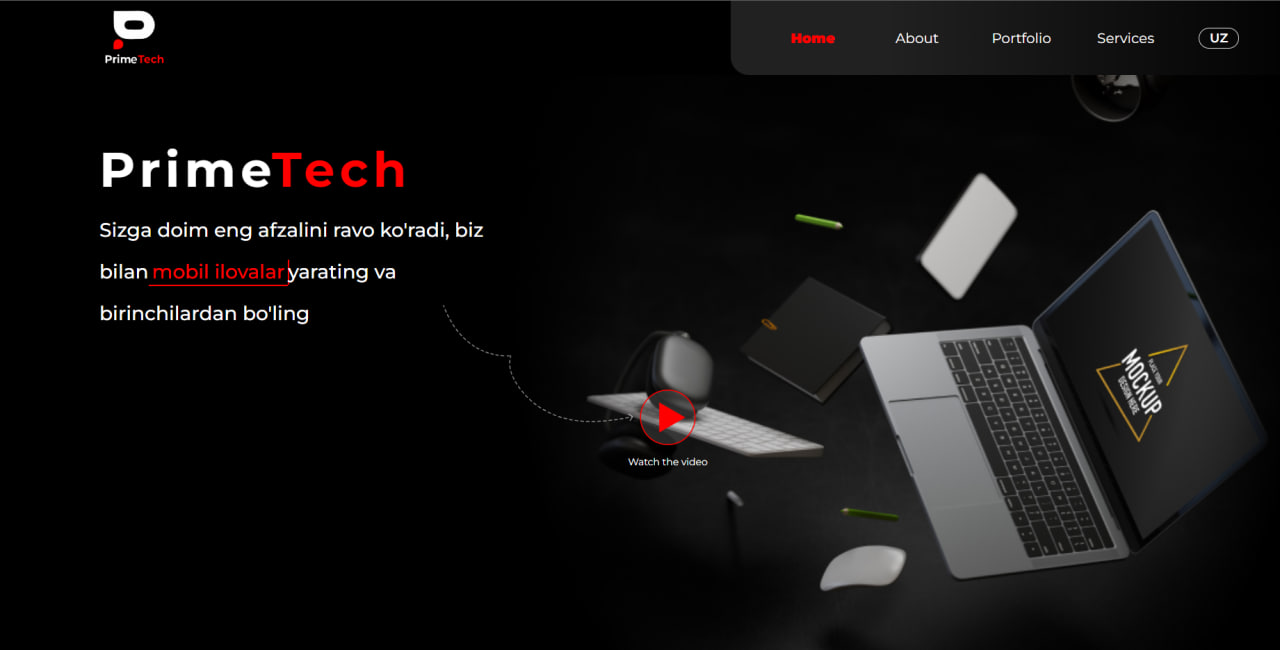 PrimeTech
Home
About
Portfolio
Services
UZ
PrimeTech
Sizga doim eng afzalini ravo ko'radi, biz
bilan mobil ilovalar yarating va
birinchilardan bo'ling
Watch the video
PLACE YOUR
MOCKUP
DESIGN HERE